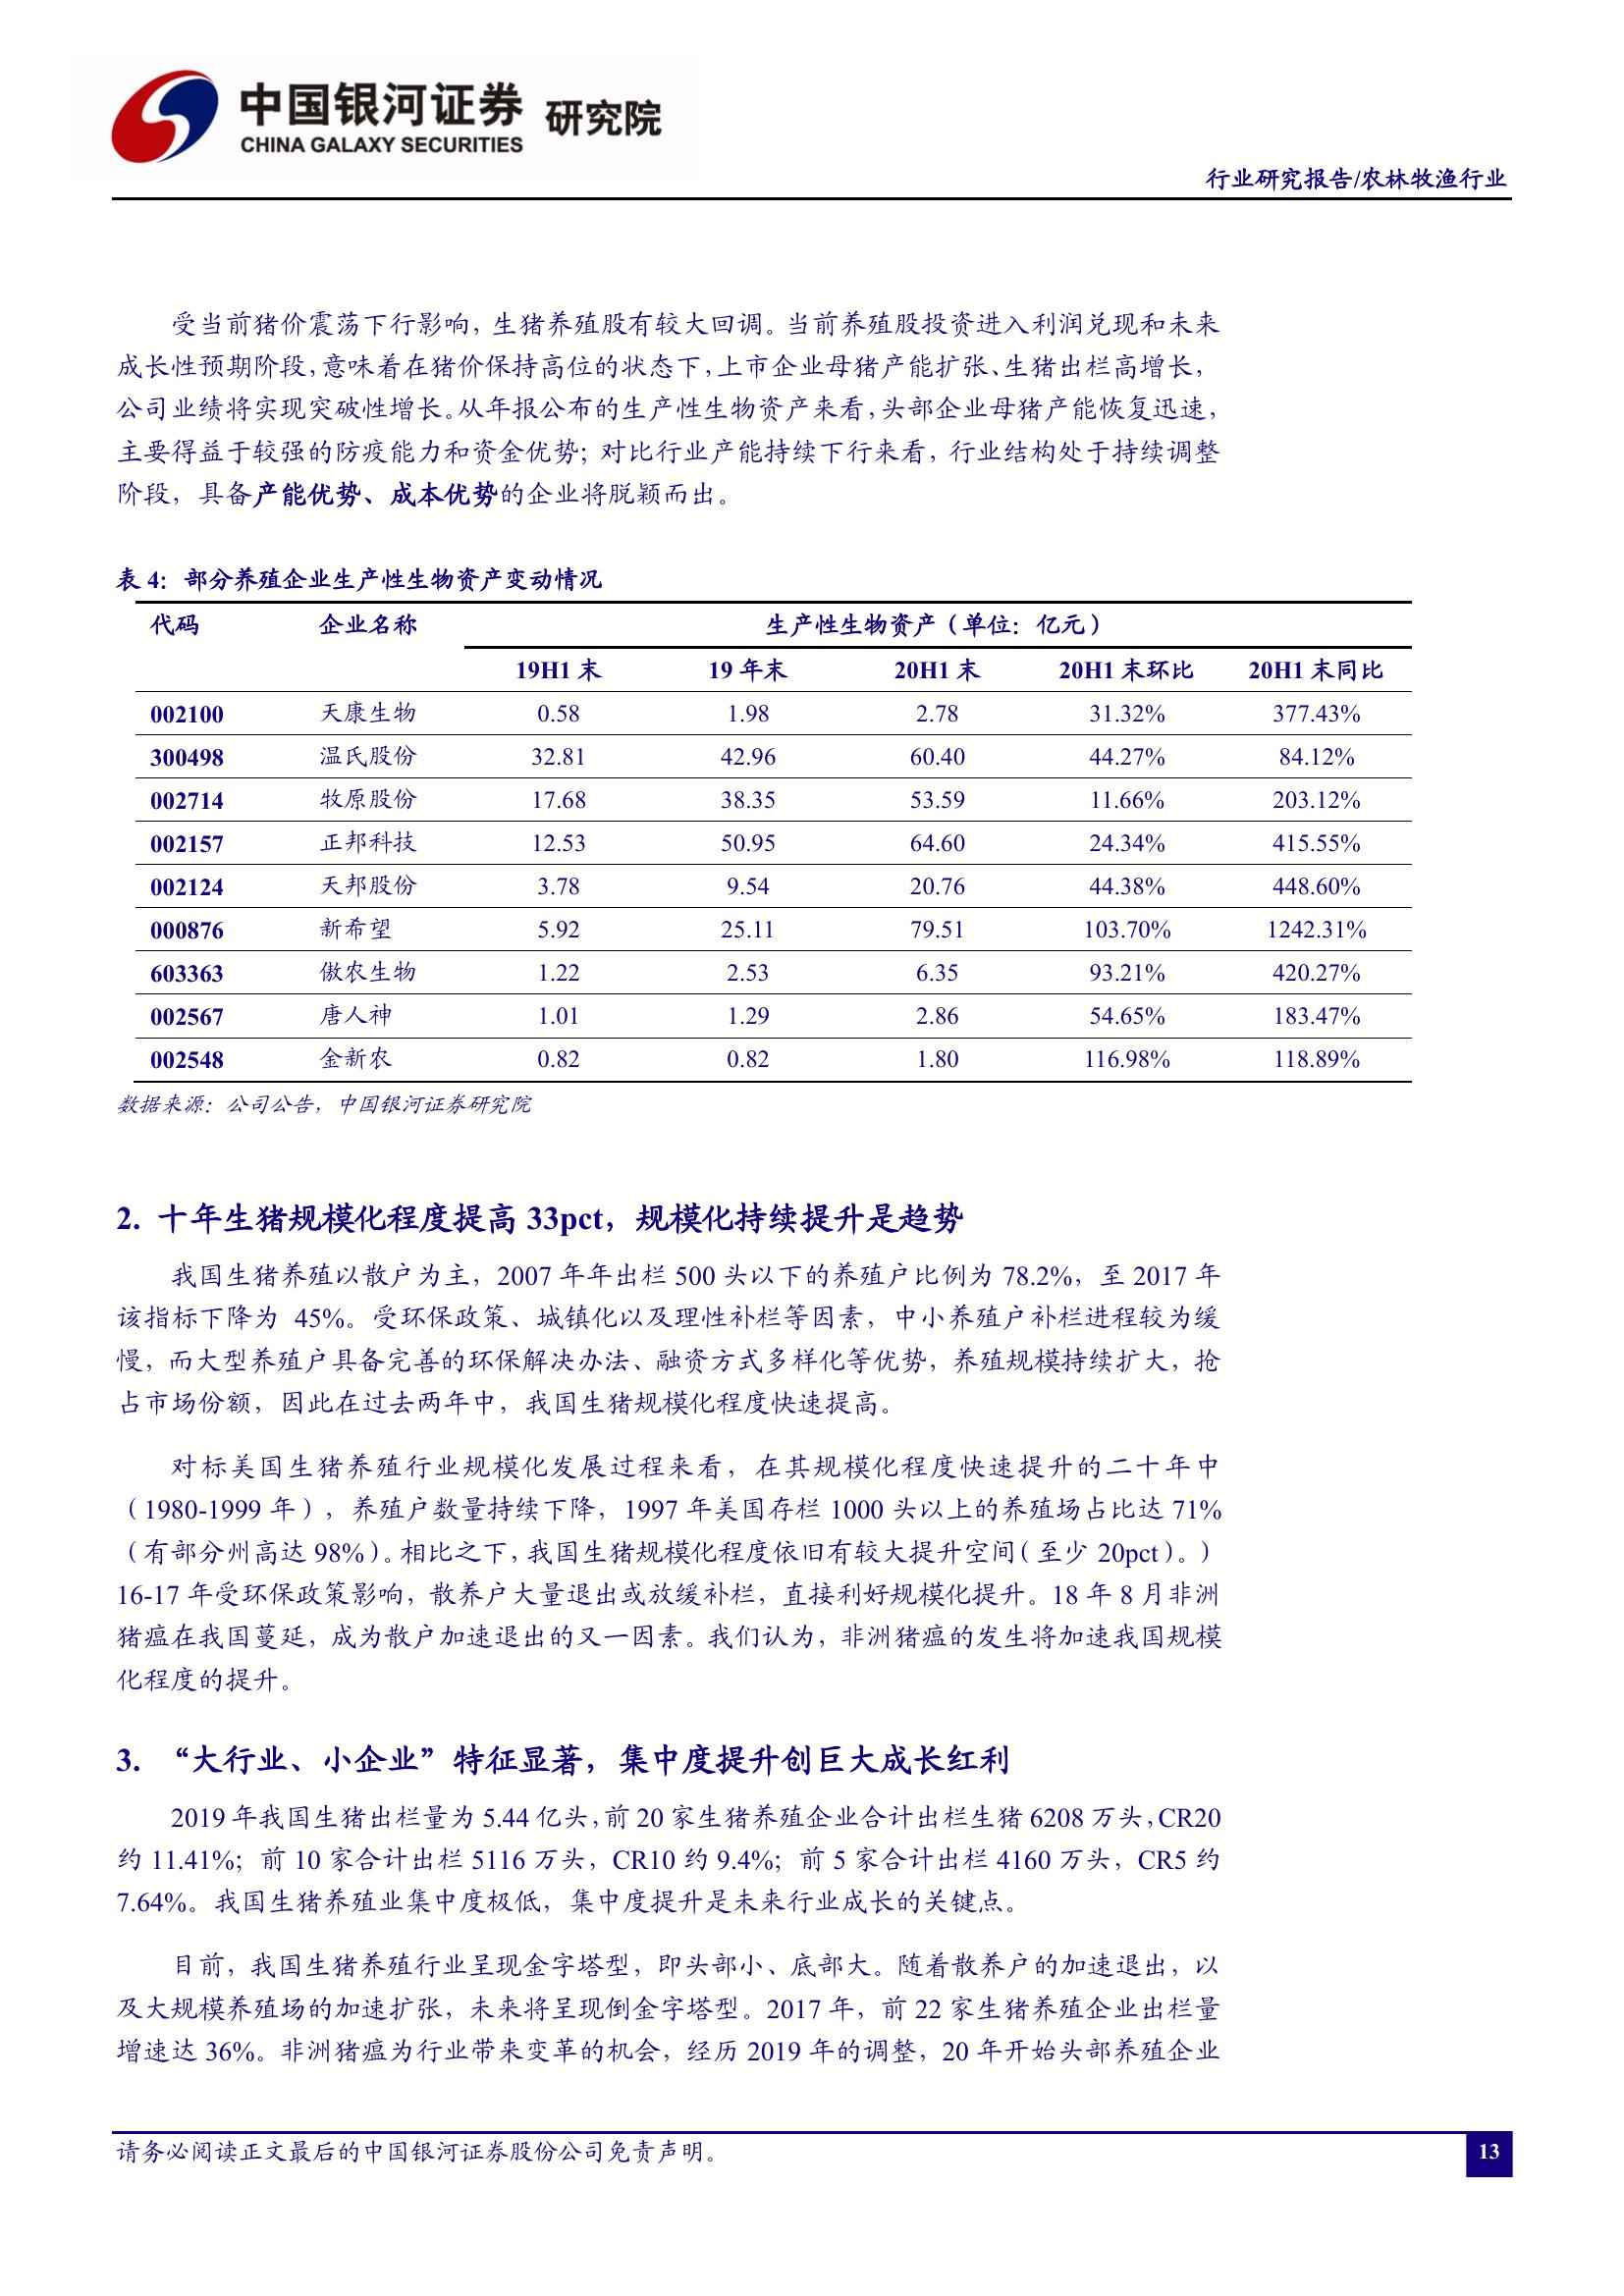 中国银河证券 研究院
CHINA GALAXY SECURITIES
行业研究报告/农林牧渔行业
受当前猪价震荡下行影响，生猪养殖股有较大回调。当前养殖股投资进入利润兑现和未来
成长性预期阶段，意味着在猪价保持高位的状态下，上市企业母猪产能扩张、生猪出栏高增长，
公司业绩将实现突破性增长。从年报公布的生产性生物资产来看，头部企业母猪产能恢复迅速，
主要得益于较强的防疫能力和资金优势；对比行业产能持续下行来看，行业结构处于持续调整
阶段，具备产能优势、成本优势的企业将脱颖而出。
表 4：部分养殖企业生产性生物资产变动情况
代码 企业名称 生产性生物资产（单位：亿元）
19H1 末 19 年末 20H1 末 20H1 末环比 20H1 末同比
002100 天康生物 0.58 1.98 2.78 31.32% 377.43%
300498 温氏股份 32.81 42.96 60.40 44.27% 84.12%
002714 牧原股份 17.68 38.35 53.59 11.66% 203.12%
002157 正邦科技 12.53 50.95 64.60 24.34% 415.55%
002124 天邦股份 3.78 9.54 20.76 44.38% 448.60%
000876 新希望 5.92 25.11 79.51 103.70% 1242.31%
603363 傲农生物 1.22 2.53 6.35 93.21% 420.27%
002567 唐人神 1.01 1.29 2.86 54.65% 183.47%
002548 金新农 0.82 0.82 1.80 116.98% 118.89%
数据来源：公司公告，中国银河证券研究院
2. 十年生猪规模化程度提高 33pct，规模化持续提升是趋势
我国生猪养殖以散户为主，2007 年年出栏 500 头以下的养殖户比例为 78.2%，至 2017 年
该指标下降为 45%。受环保政策、城镇化以及理性补栏等因素，中小养殖户补栏进程较为缓
慢，而大型养殖户具备完善的环保解决办法、融资方式多样化等优势，养殖规模持续扩大，抢
占市场份额，因此在过去两年中，我国生猪规模化程度快速提高。
对标美国生猪养殖行业规模化发展过程来看，在其规模化程度快速提升的二十年中
（1980-1999 年），养殖户数量持续下降，1997 年美国存栏 1000 头以上的养殖场占比达 71%
（有部分州高达 98%）。相比之下，我国生猪规模化程度依旧有较大提升空间（至少 20pct）。）
16-17 年受环保政策影响，散养户大量退出或放缓补栏，直接利好规模化提升。18 年 8 月非洲
猪瘟在我国蔓延，成为散户加速退出的又一因素。我们认为，非洲猪瘟的发生将加速我国规模
化程度的提升。
3. “大行业、小企业”特征显著，集中度提升创巨大成长红利
2019 年我国生猪出栏量为 5.44 亿头，前 20 家生猪养殖企业合计出栏生猪 6208 万头，CR20
约 11.41%；前 10 家合计出栏 5116 万头，CR10 约 9.4%；前 5 家合计出栏 4160 万头，CR5 约
7.64%。我国生猪养殖业集中度极低，集中度提升是未来行业成长的关键点。
目前，我国生猪养殖行业呈现金字塔型，即头部小、底部大。随着散养户的加速退出，以
及大规模养殖场的加速扩张，未来将呈现倒金字塔型。2017 年，前 22 家生猪养殖企业出栏量
增速达 36%。非洲猪瘟为行业带来变革的机会，经历 2019 年的调整，20 年开始头部养殖企业
请务必阅读正文最后的中国银河证券股份公司免责声明。
13